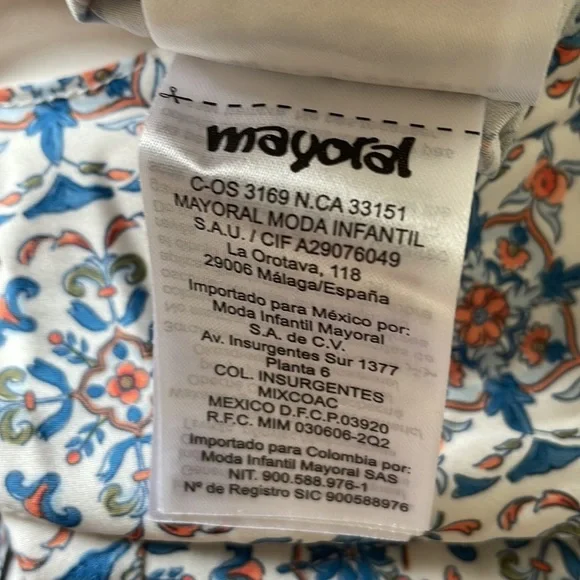 mayoral
C-OS 3169 N.CA 33151
MAYORAL MODA INFANTIL
S.A.U. / CIF A29076049
La Orotava, 118
29006 Málaga/España
Importado para México por:
Moda Infantil Mayoral
S.A. de C.V.
Av. Insurgentes Sur 1377
Planta 6
COL. INSURGENTES
MIXCOAC
MEXICO D.F.C.P.03920
R.F.C. MIM 030606-2Q2
Importado para Colombia por:
Moda Infantil Mayoral SAS
NIT. 900.588.976-1
Nº de Registro SIC 900588976